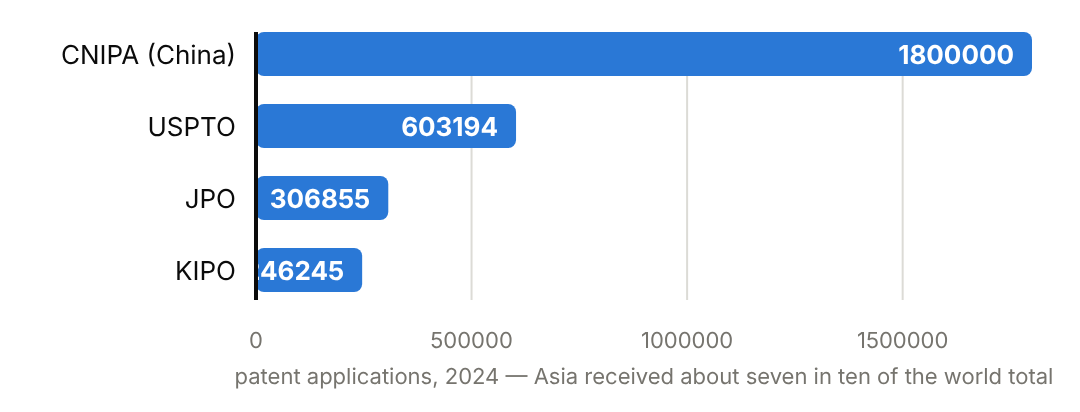 CNIPA (China)
1800000
USPTO
603194
JPO
306855
KIPO
46245
0
500000
1000000
1500000
patent applications, 2024 — Asia received about seven in ten of the world total